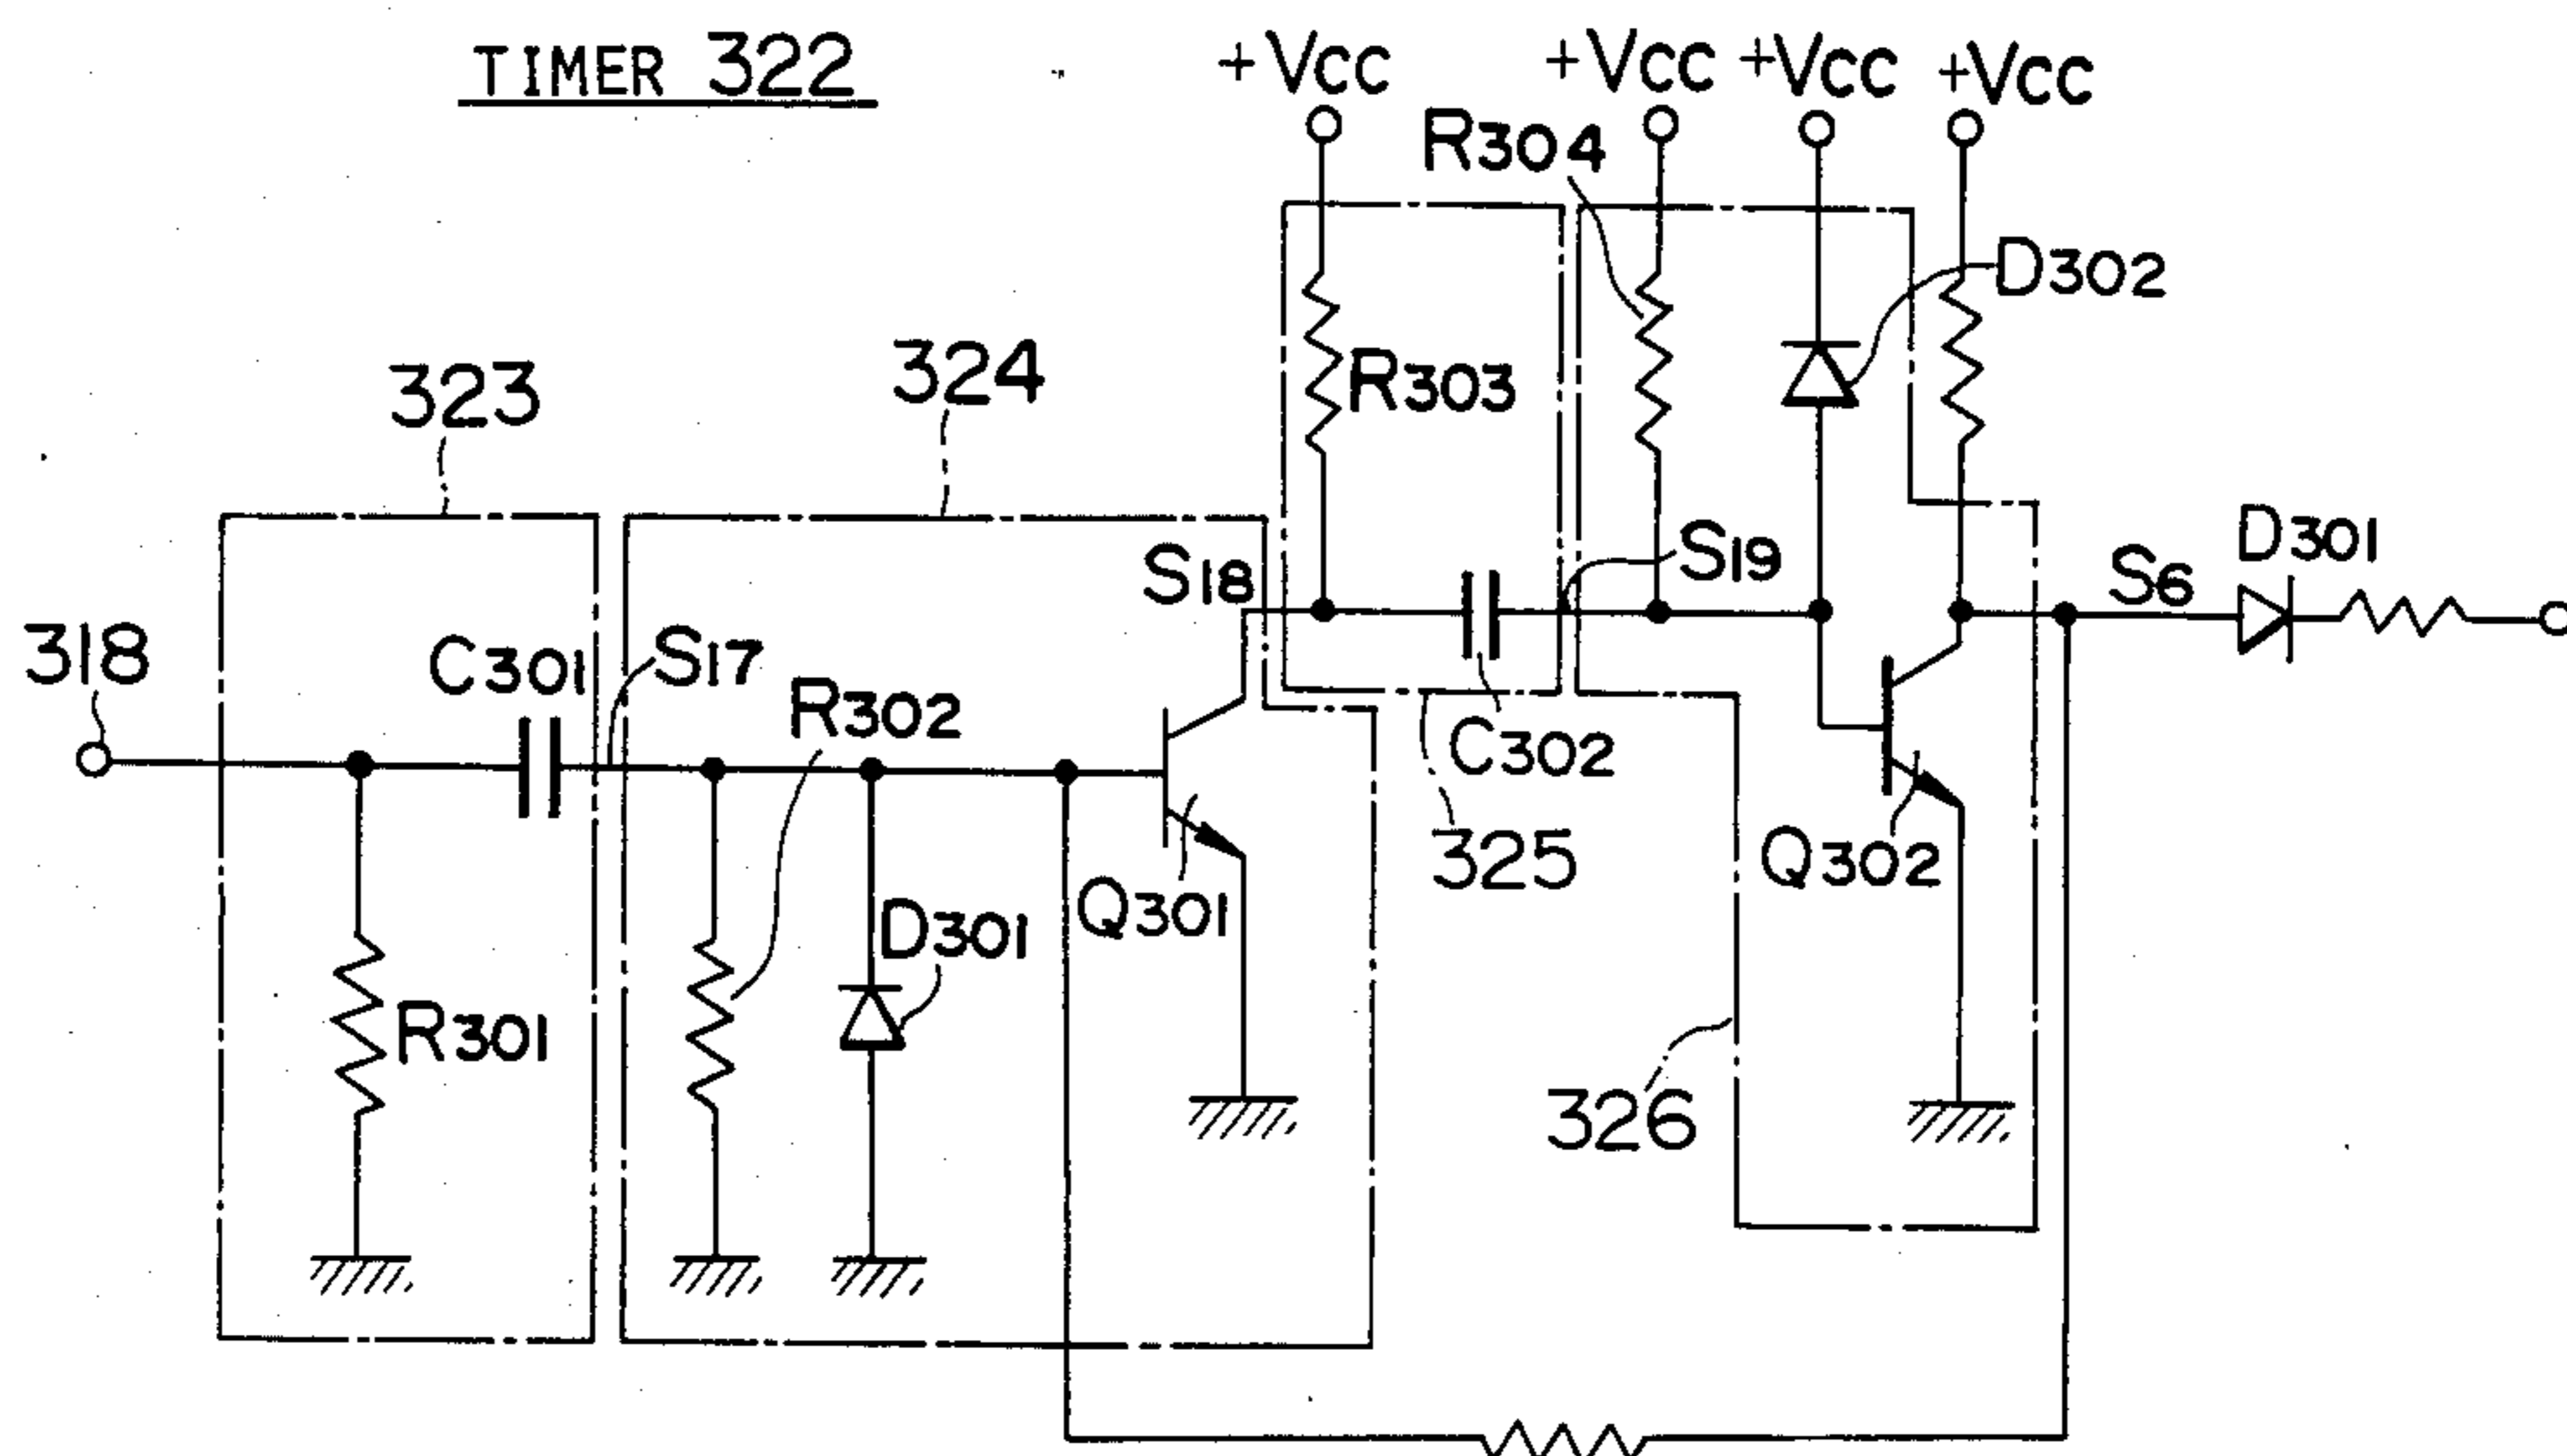 TIMER 322
+VCC
+VCC
+VCC
+VCC
R304
D302
323
324
R303
S18
S19
S6
D301
318
C301
S17
R302
C302
325
Q302
D301
Q301
R301
326